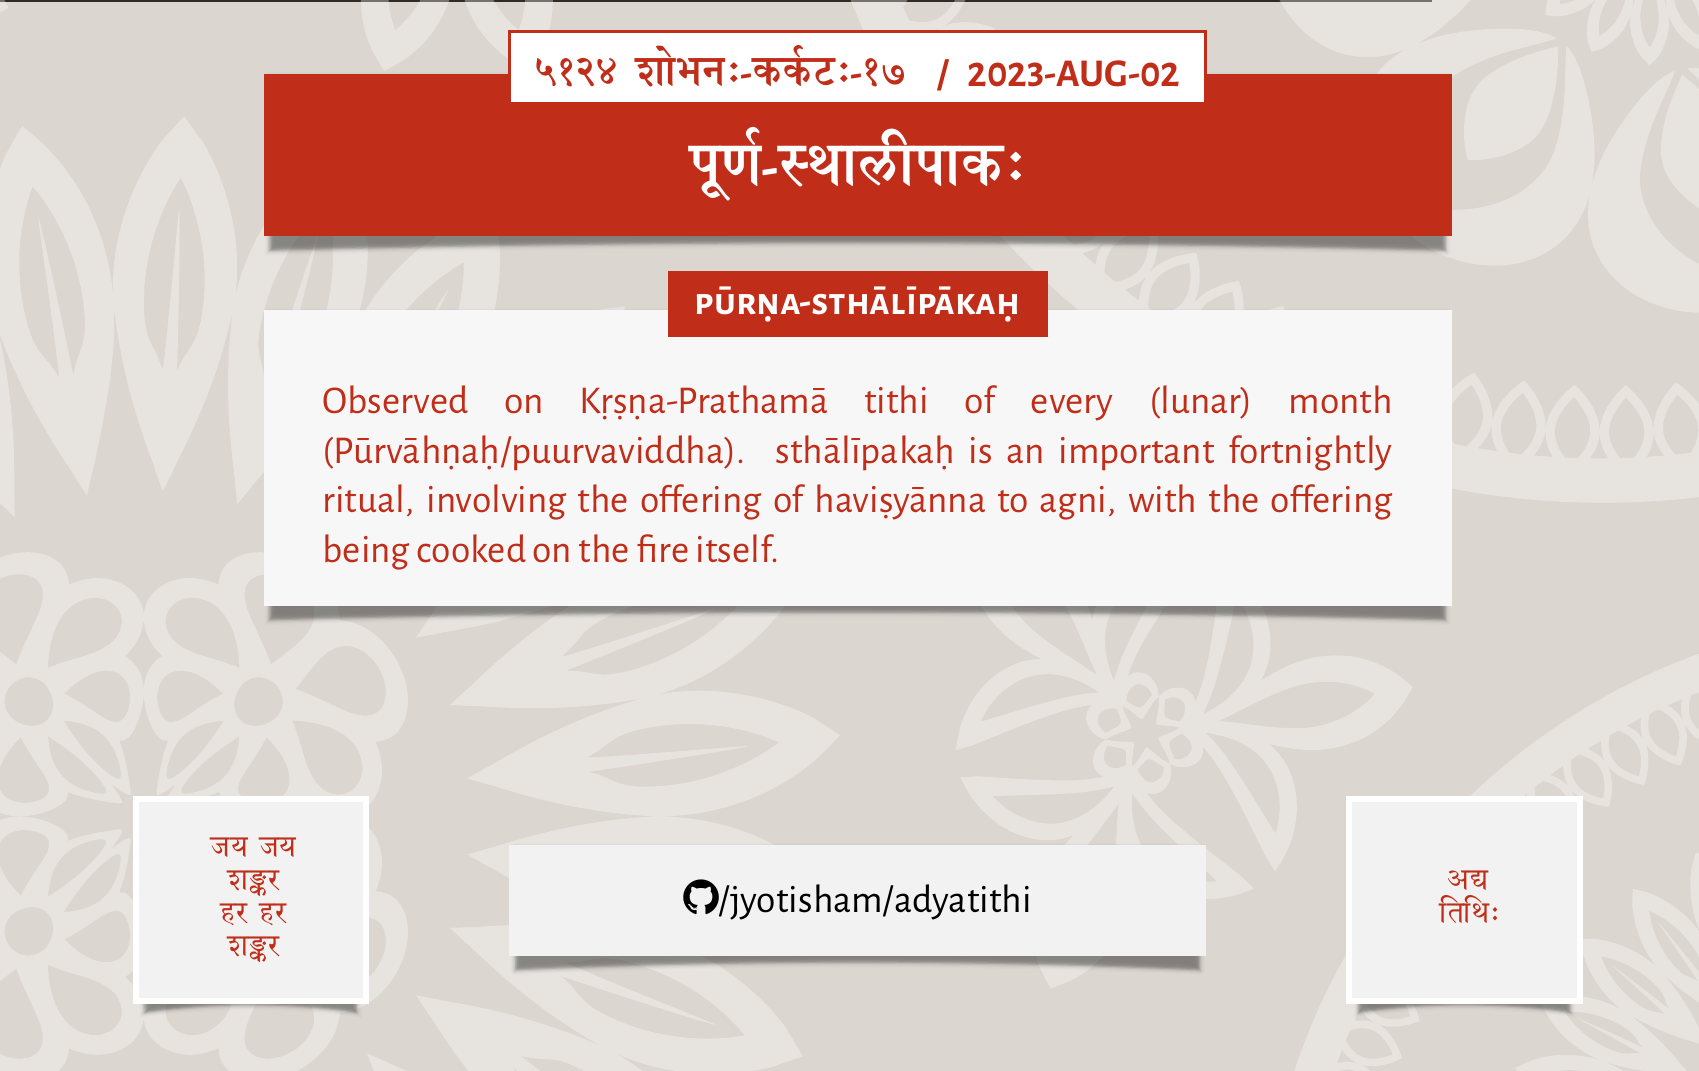 ५१२४ शोभनः-कर्कटः-१७ / 2023-AUG-02
पूर्ण-स्थालीपाकः
PŪRṆA-STHĀLĪPĀKAḤ
Observed on Kṛṣṇa-Prathamā tithi of every (lunar) month
(Pūrvāhṇaḥ/puurvaviddha). sthālīpakaḥ is an important fortnightly
ritual, involving the offering of haviṣyānna to agni, with the offering
being cooked on the fire itself.
जय जय
शङ्कर
हर हर
शङ्कर
/jyotisham/adyatithi
अद्य
तिथिः